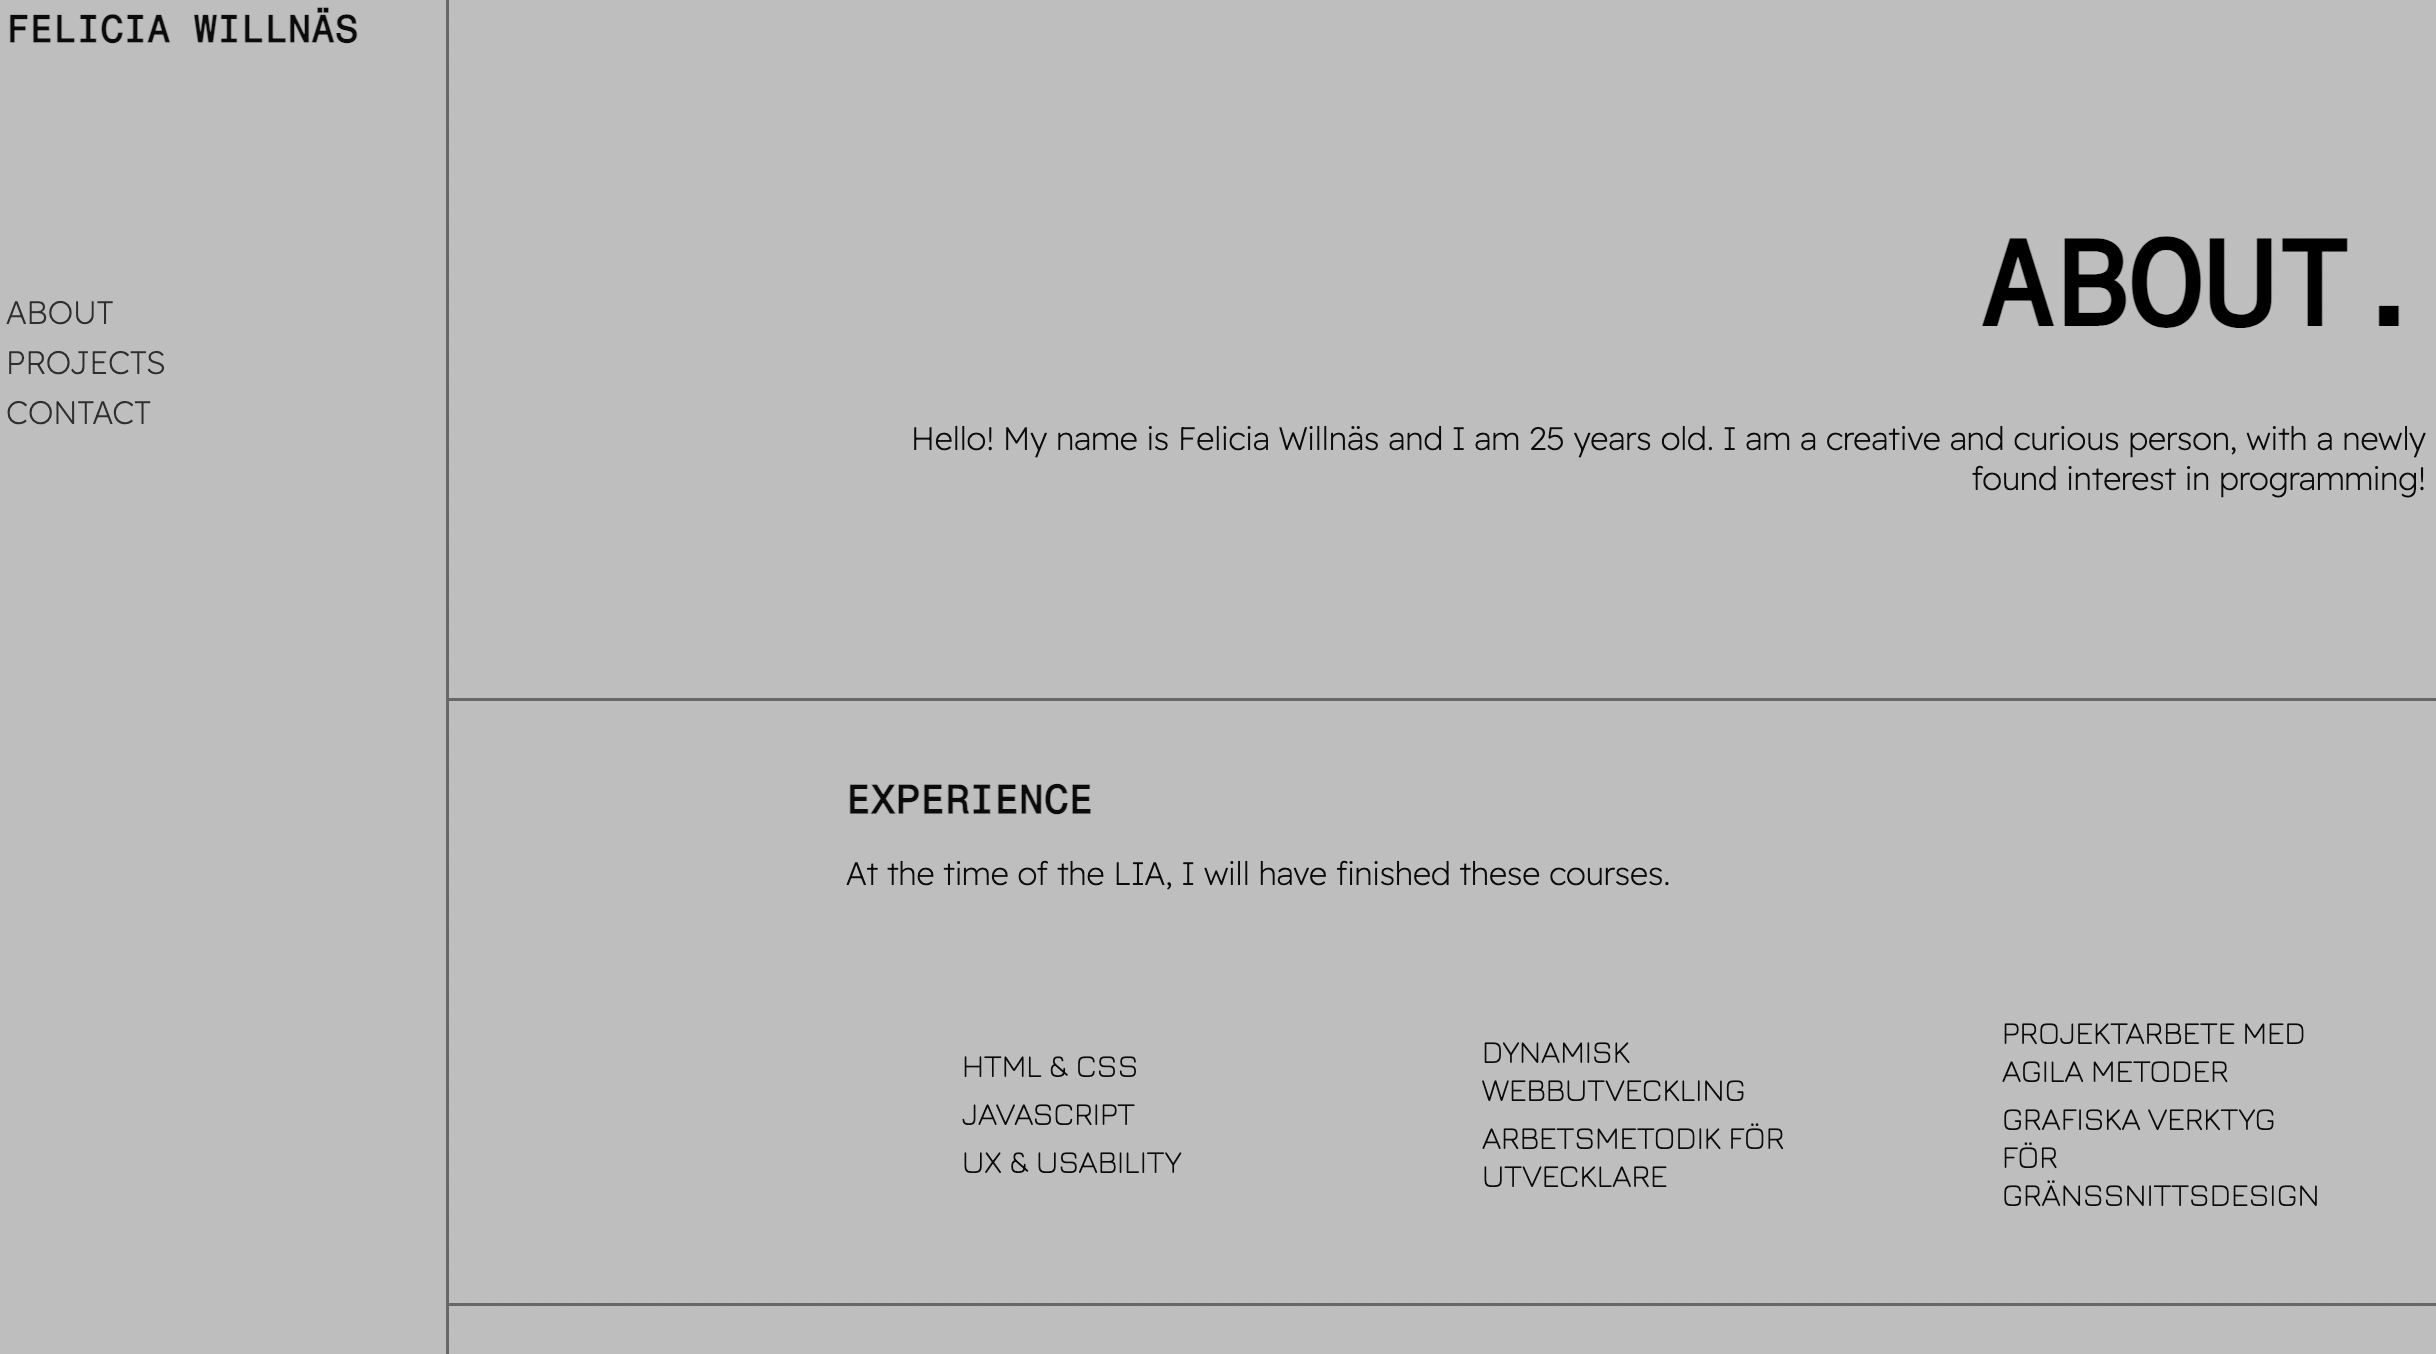 FELICIA WILLNÄS
ABOUT
PROJECTS
CONTACT
ABOUT.
Hello! My name is Felicia Willnäs and I am 25 years old. I am a creative and curious person, with a newly
found interest in programming!
EXPERIENCE
At the time of the LIA, I will have finished these courses.
HTML & CSS
JAVASCRIPT
UX & USABILITY
DYNAMISK
WEBBUTVECKLING
ARBETSMETODIK FÖR
UTVECKLARE
PROJEKTARBETE MED
AGILA METODER
GRAFISKA VERKTYG
FÖR
GRÄNSSNITTSDESIGN